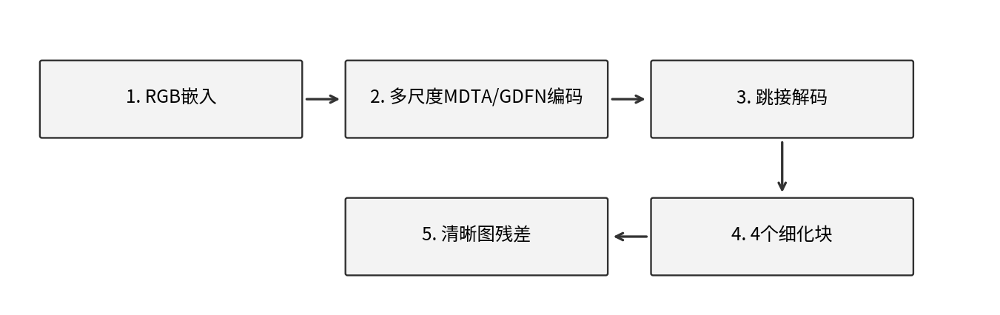 1. RGB嵌入
2. 多尺度MDTA/GDFN编码
3. 跳接解码
4. 4个细化块
5. 清晰图残差